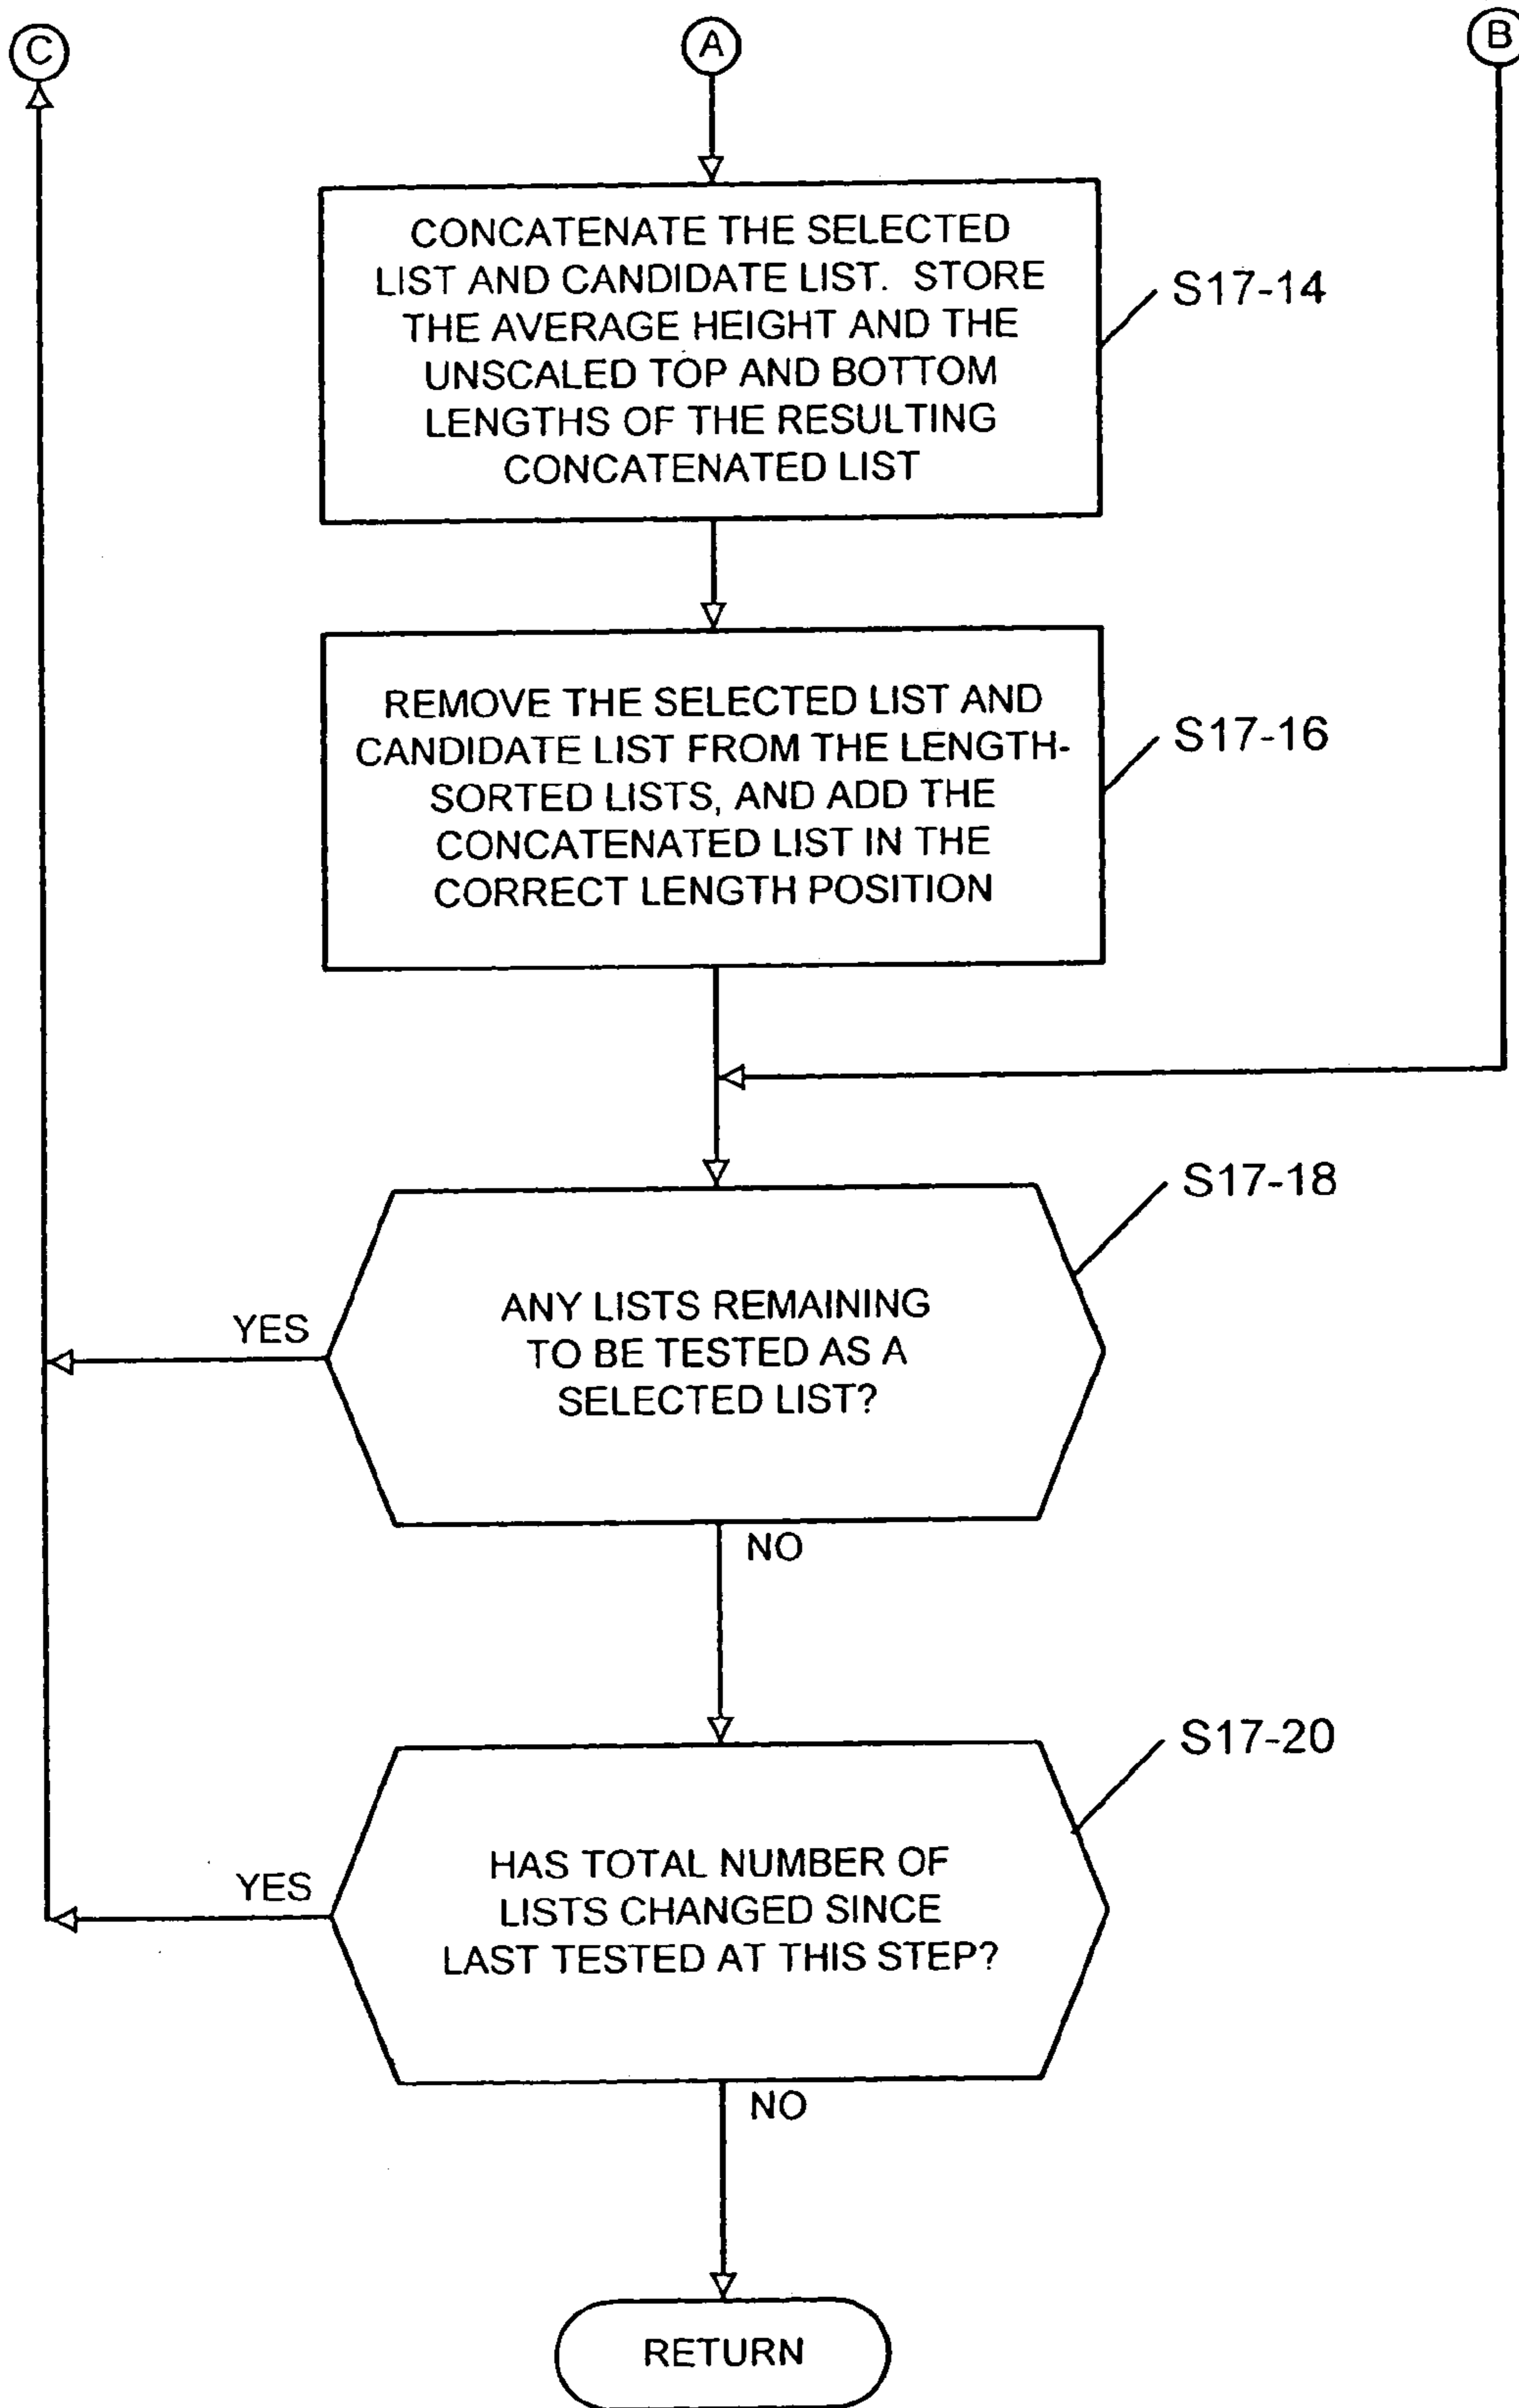 C
A
B
CONCATENATE THE SELECTED
LIST AND CANDIDATE LIST. STORE
THE AVERAGE HEIGHT AND THE
UNSCALED TOP AND BOTTOM
LENGTHS OF THE RESULTING
CONCATENATED LIST
S17-14
REMOVE THE SELECTED LIST AND
CANDIDATE LIST FROM THE LENGTH-
SORTED LISTS, AND ADD THE
CONCATENATED LIST IN THE
CORRECT LENGTH POSITION
S17-16
S17-18
ANY LISTS REMAINING
TO BE TESTED AS A
SELECTED LIST?
YES
NO
S17-20
HAS TOTAL NUMBER OF
LISTS CHANGED SINCE
LAST TESTED AT THIS STEP?
YES
NO
RETURN